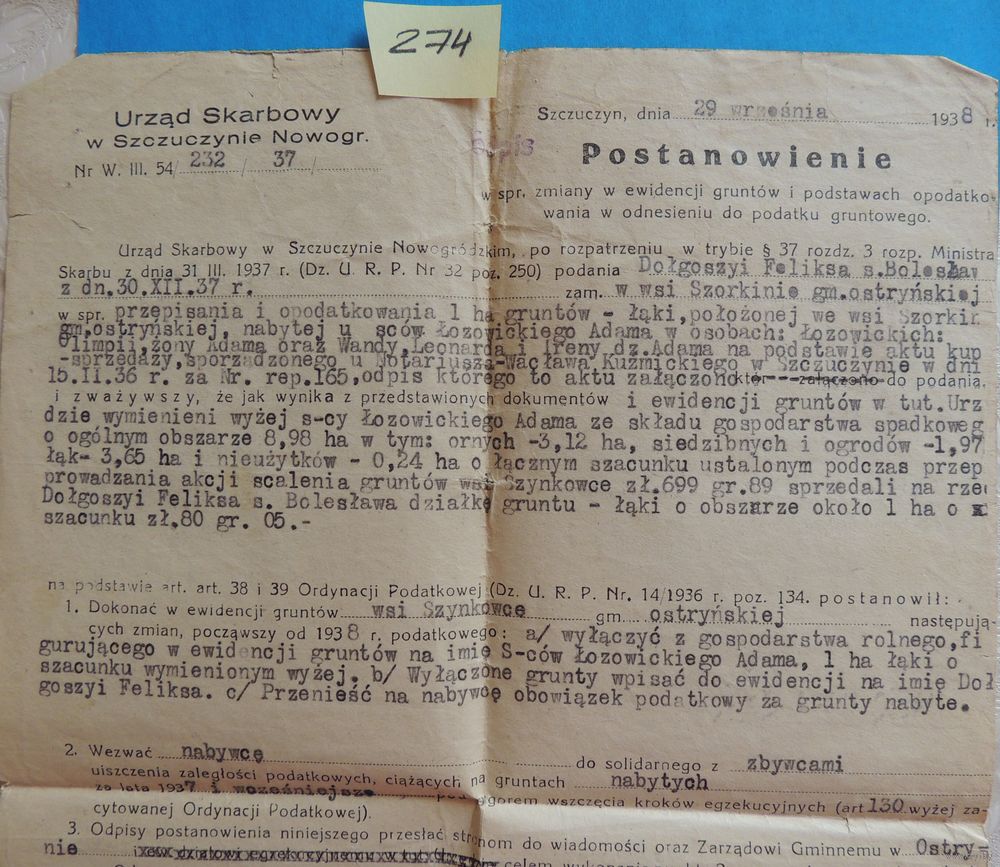 274
Urząd Skarbowy
w Szczuczynie Nowogr.
Nr W. III. 54/ 232 / 37 /
Szczuczyn, dnia 29 września 1938 r.
Odpis
Postanowienie
w spr. zmiany w ewidencji gruntów i podstawach opodatko-
wania w odnesieniu do podatku gruntowego.
Urząd Skarbowy w Szczuczynie Nowogródzkim, po rozpatrzeniu w trybie § 37 rozdz. 3 rozp. Ministra
Skarbu z dnia 31 III. 1937 r. (Dz. U. R. P. Nr 32 poz. 250) podania Dołgoszyi Feliksa s.Bolesław
z dn.30.XII.37 r. zam. w wsi Szorkinie gm.ostryńskiej
w spr. przepisania i opodatkowania 1 ha gruntów - łąki,położonej we wsi Szorkin
gm.ostryńskiej, nabytej u sców Łozowickiego Adama w osobach: Łozowickich:
Olimpii,żony Adama oraz Wandy,Leonarda i Ireny dz.Adama na podstawie aktu kup
-sprzedaży,sporządzonego u Notariusza-Wacława Kuźmickiego w Szczuczynie w dni
15.II.36 r. za Nr. rep.165,odpis którego to aktu załączono któr--- załączono do podania,
i zważywszy, że jak wynika z przedstawionych dokumentów i ewidencji gruntów w tut.Urz
dzie wymienieni wyżej s-cy Łozowickiego Adama ze składu gospodarstwa spadkoweg
o ogólnym obszarze 8,98 ha w tym: ornych -3,12 ha, siedzibnych i ogrodów -1,97
łąk- 3,65 ha i nieużytków - 0,24 ha o łącznym szacunku ustalonym podczas przep
prowadzania akcji scalenia gruntów wsi Szynkowce zł.699 gr.89 sprzedali na rzec
Dołgoszyi Feliksa s. Bolesława działkę gruntu - łąki o obszarze około 1 ha o x
szacunku zł.80 gr. 05.-
na podstawie art. art. 38 i 39 Ordynacji Podatkowej (Dz. U. R. P. Nr. 14/1936 r. poz. 134. postanowił:
1. Dokonać w ewidencji gruntów wsi Szynkowce gm. ostryńskiej następują-
cych zmian, począwszy od 1938 r. podatkowego: a/ wyłączyć z gospodarstwa rolnego,fi
gurującego w ewidencji gruntów na imię S-ców Łozowickiego Adama, 1 ha łąki o
szacunku wymienionym wyżej. b/ Wyłączone grunty wpisać do ewidencji na imię Doł
goszyi Feliksa. c/ Przenieść na nabywcę obowiązek podatkowy za grunty nabyte.
2. Wezwać nabywcę do solidarnego z zbywcami
uiszczenia zaległości podatkowych, ciążących na gruntach nabytych
za lata 1937 i wcześniejsze pod rygorem wszczęcia kroków egzekucyjnych (art 130 wyżej za-
cytowanej Ordynacji Podatkowej).
3. Odpisy postanowienia niniejszego przesłać stronom do wiadomości oraz Zarządowi Gminnemu w Ostry-
nie celem